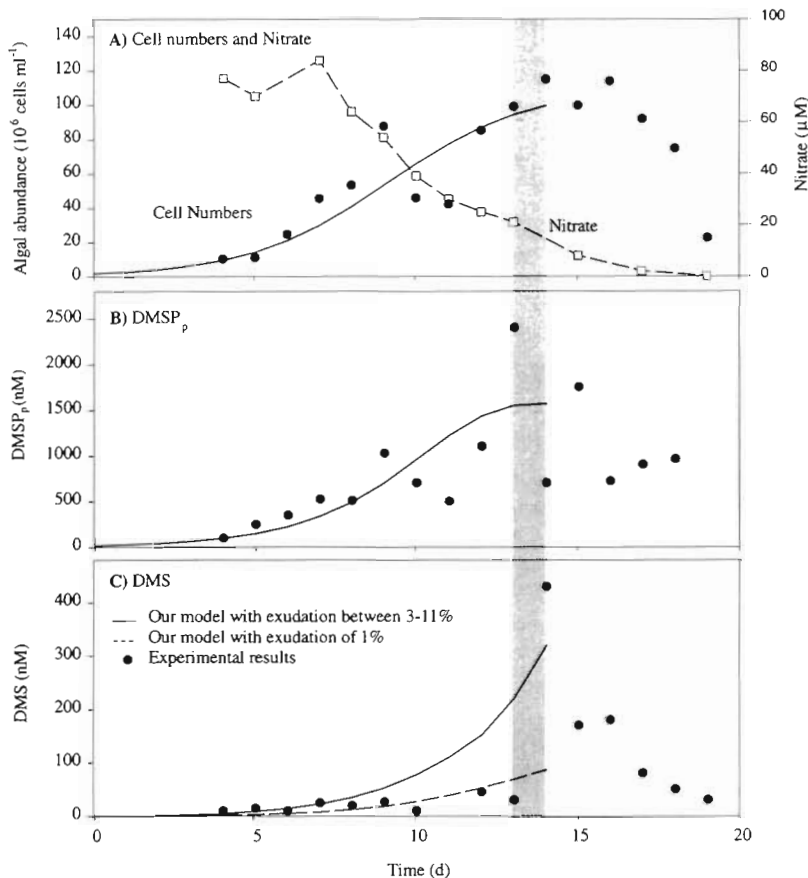 A) Cell numbers and Nitrate
Algal abundance (10⁶ cells ml⁻¹)
140
120
100
80
60
40
20
0
Cell Numbers
Nitrate
100
80
60
40
20
0
Nitrate (µM)
B) DMSPₚ
DMSPₚ(nM)
2500
2000
1500
1000
500
0
C) DMS
Our model with exudation between 3-11%
Our model with exudation of 1%
Experimental results
DMS (nM)
400
300
200
100
0
0
5
10
15
20
Time (d)